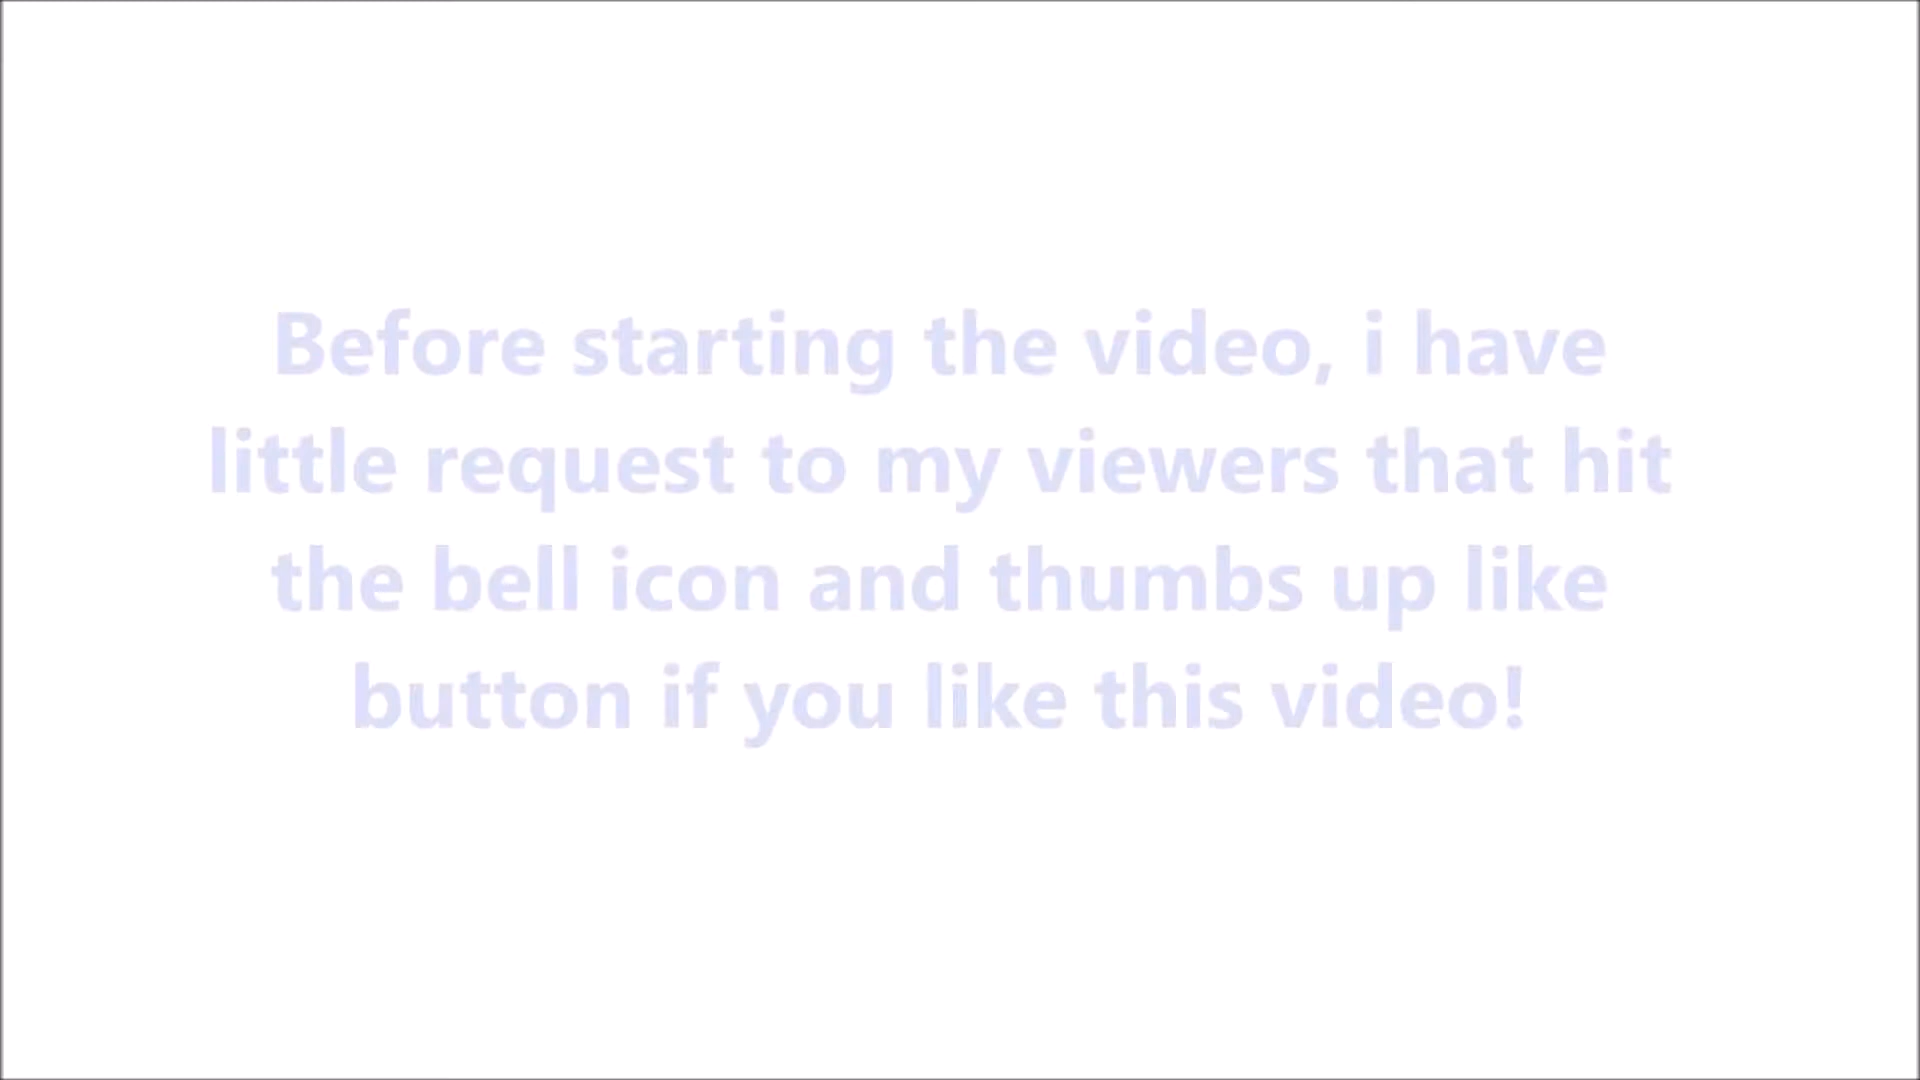 Before starting the video, i have
little request to my viewers that hit
the bell icon and thumbs up like
button if you like this video!